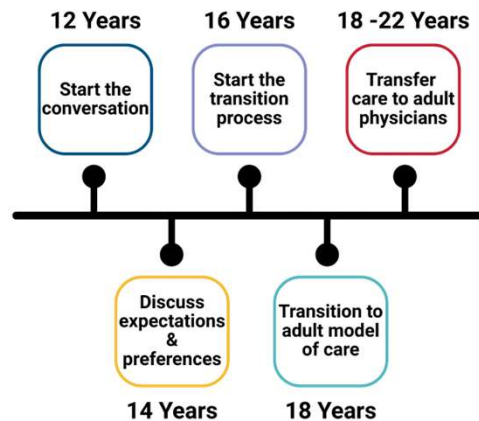 12 Years
16 Years
18 -22 Years
Start the
conversation
Start the
transition
process
Transfer
care to adult
physicians
Discuss
expectations
&
preferences
Transition to
adult model
of care
14 Years
18 Years